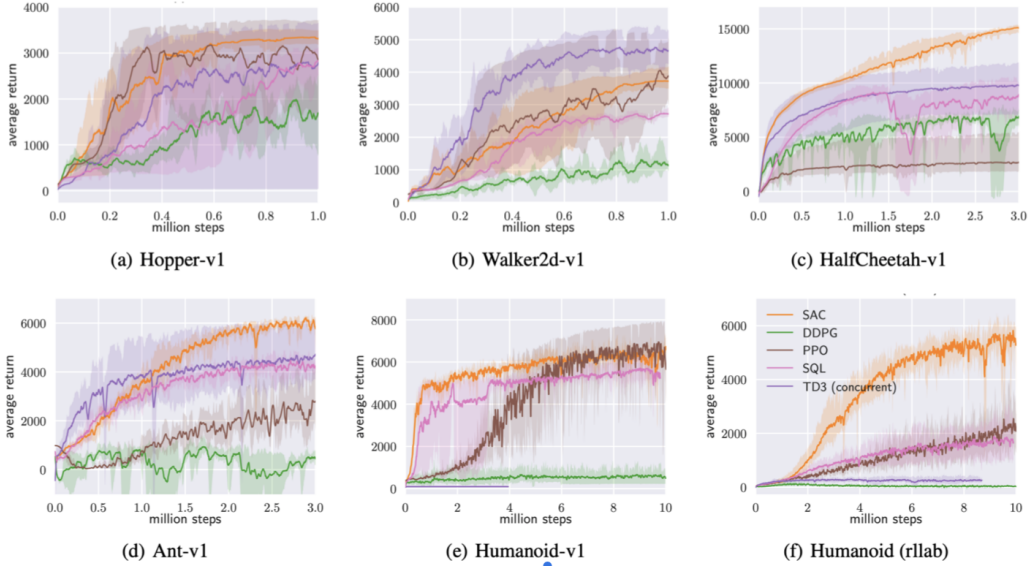 4000
3000
2000
1000
0
average return
0.0 0.2 0.4 0.6 0.8 1.0
million steps
(a) Hopper-v1
6000
5000
4000
3000
2000
1000
0
average return
0.0 0.2 0.4 0.6 0.8 1.0
million steps
(b) Walker2d-v1
15000
10000
5000
0
average return
0.0 0.5 1.0 1.5 2.0 2.5 3.0
million steps
(c) HalfCheetah-v1
6000
4000
2000
0
average return
0.0 0.5 1.0 1.5 2.0 2.5 3.0
million steps
(d) Ant-v1
8000
6000
4000
2000
0
average return
0 2 4 6 8 10
million steps
(e) Humanoid-v1
6000
4000
2000
0
average return
SAC
DDPG
PPO
SQL
TD3 (concurrent)
0 2 4 6 8 10
million steps
(f) Humanoid (rllab)